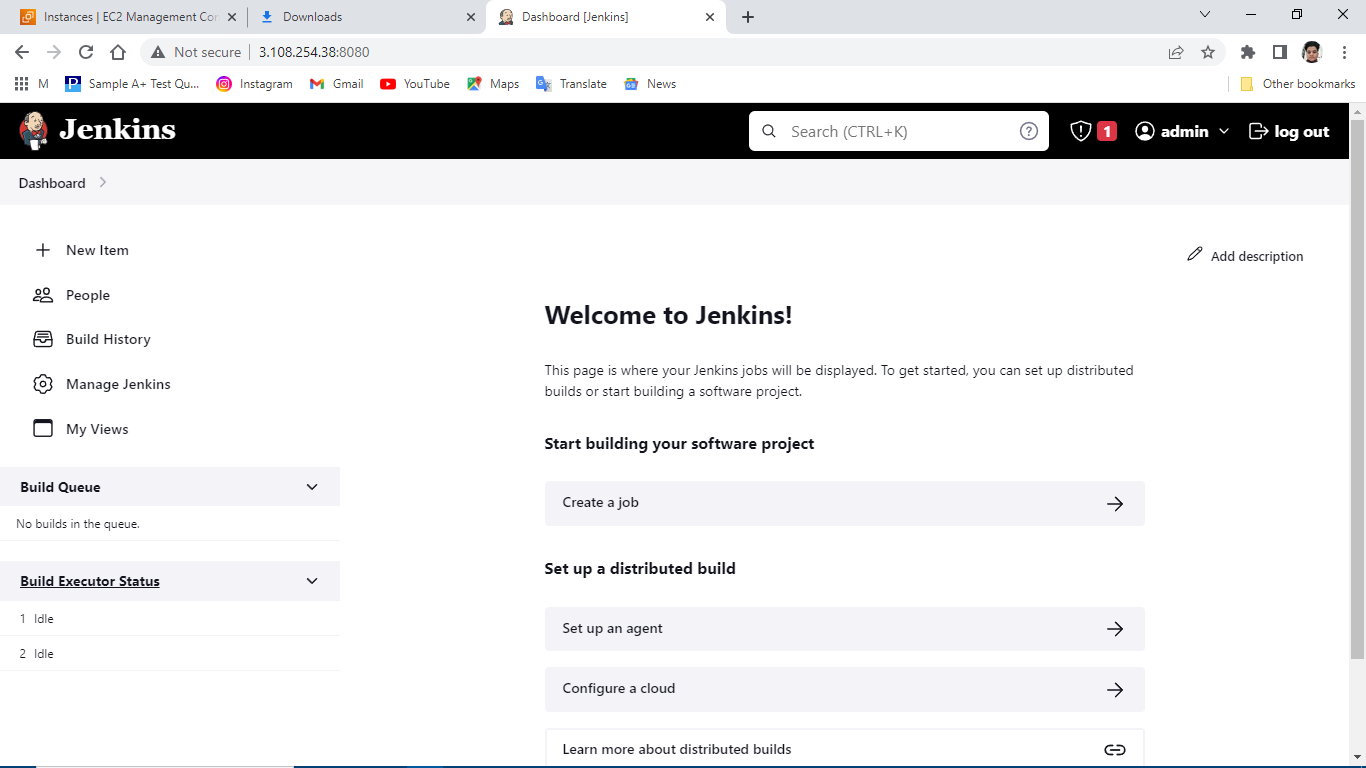 Instances | EC2 Management Con
Downloads
Dashboard [Jenkins]
Not secure
3.108.254.38:8080
M
Sample A+ Test Qu...
Instagram
Gmail
YouTube
Maps
Translate
News
Other bookmarks
Jenkins
Search (CTRL+K)
1
admin
log out
Dashboard
New Item
People
Build History
Manage Jenkins
My Views
Build Queue
No builds in the queue.
Build Executor Status
1 Idle
2 Idle
Add description
Welcome to Jenkins!
This page is where your Jenkins jobs will be displayed. To get started, you can set up distributed
builds or start building a software project.
Start building your software project
Create a job
Set up a distributed build
Set up an agent
Configure a cloud
Learn more about distributed builds